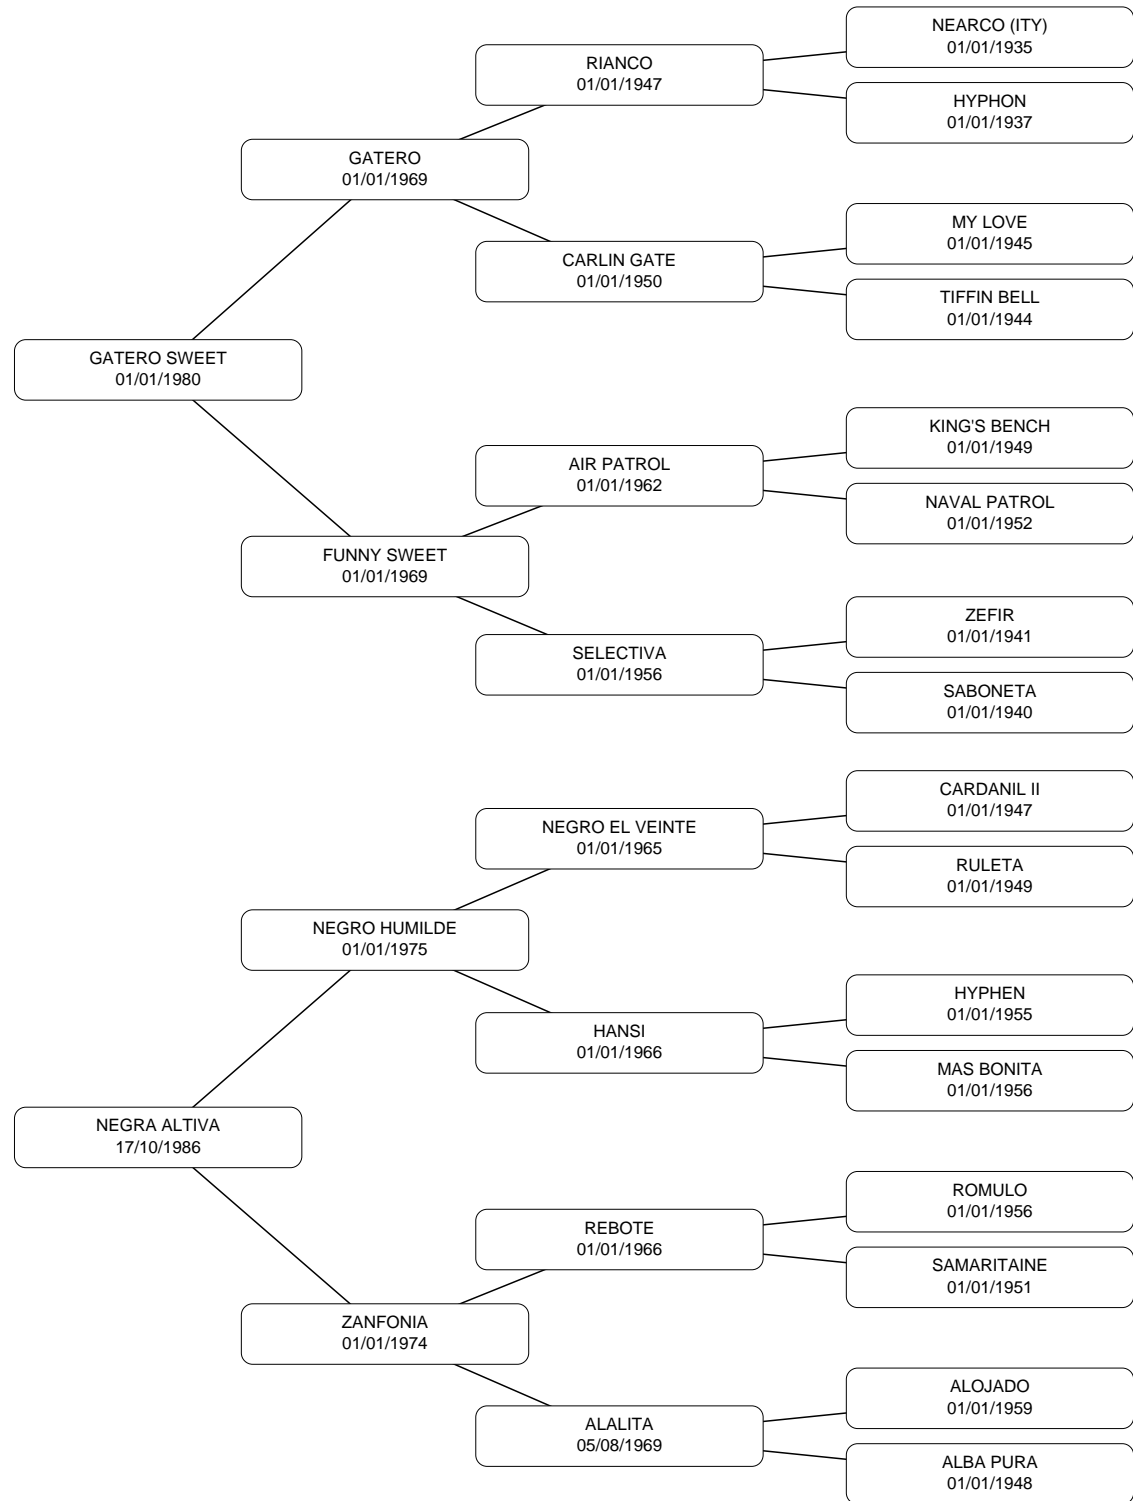 NEARCO (ITY)
01/01/1935
RIANCO
01/01/1947
HYPHON
01/01/1937
GATERO
01/01/1969
MY LOVE
01/01/1945
CARLIN GATE
01/01/1950
TIFFIN BELL
01/01/1944
GATERO SWEET
01/01/1980
KING'S BENCH
01/01/1949
AIR PATROL
01/01/1962
NAVAL PATROL
01/01/1952
FUNNY SWEET
01/01/1969
ZEFIR
01/01/1941
SELECTIVA
01/01/1956
SABONETA
01/01/1940
CARDANIL II
01/01/1947
NEGRO EL VEINTE
01/01/1965
RULETA
01/01/1949
NEGRO HUMILDE
01/01/1975
HYPHEN
01/01/1955
HANSI
01/01/1966
MAS BONITA
01/01/1956
NEGRA ALTIVA
17/10/1986
ROMULO
01/01/1956
REBOTE
01/01/1966
SAMARITAINE
01/01/1951
ZANFONIA
01/01/1974
ALOJADO
01/01/1959
ALALITA
05/08/1969
ALBA PURA
01/01/1948